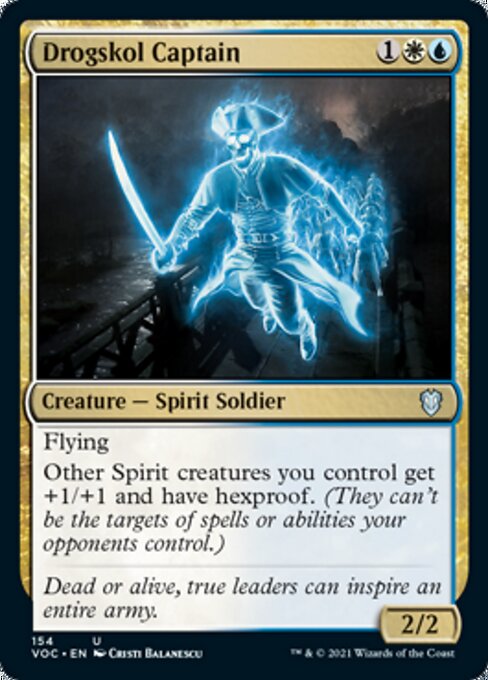 Drogskol Captain 1
Creature — Spirit Soldier
Flying
Other Spirit creatures you control get
+1/+1 and have hexproof. (They can't
be the targets of spells or abilities your
opponents control.)
Dead or alive, true leaders can inspire an
entire army.
2/2
154 U
VOC • EN CRISTI BALANESCU
™ & © 2021 Wizards of the Coast